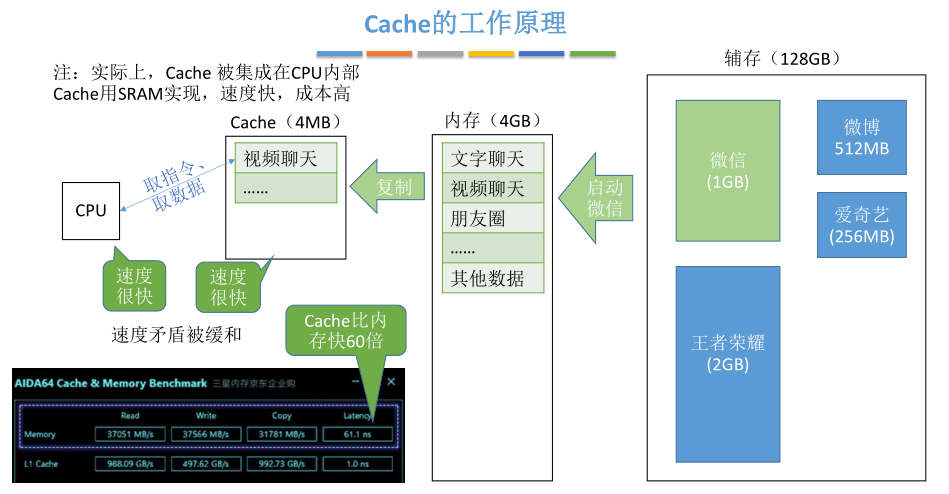 Cache的工作原理
注：实际上，Cache 被集成在CPU内部
Cache用SRAM实现，速度快，成本高
Cache（4MB）
视频聊天
……
取指令、
取数据
CPU
速度
很快
速度
很快
速度矛盾被缓和
复制
内存（4GB）
文字聊天
视频聊天
朋友圈
……
其他数据
启动
微信
辅存（128GB）
微信
(1GB)
微博
512MB
爱奇艺
(256MB)
王者荣耀
(2GB)
Cache比内
存快60倍
AIDA64 Cache & Memory Benchmark 三星内存京东企业购
Read Write Copy Latency
Memory 37051 MB/s 37566 MB/s 31781 MB/s 61.1 ns
L1 Cache 988.09 GB/s 497.62 GB/s 992.73 GB/s 1.0 ns